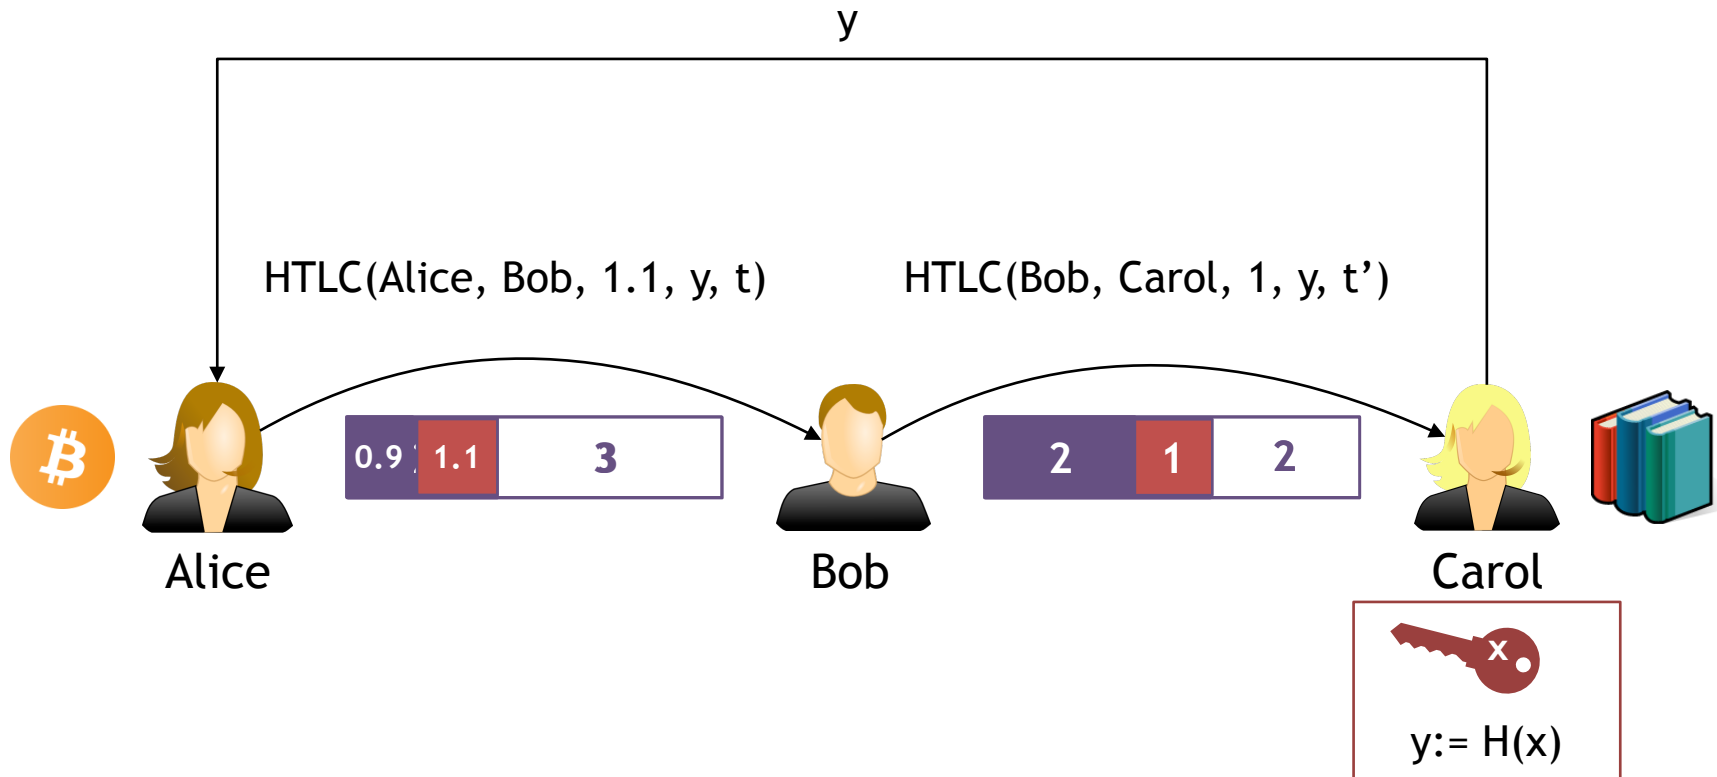 y
HTLC(Alice, Bob, 1.1, y, t)
HTLC(Bob, Carol, 1, y, t’)
0.9 1.1 3
2 1 2
Alice
Bob
Carol
x
y:= H(x)